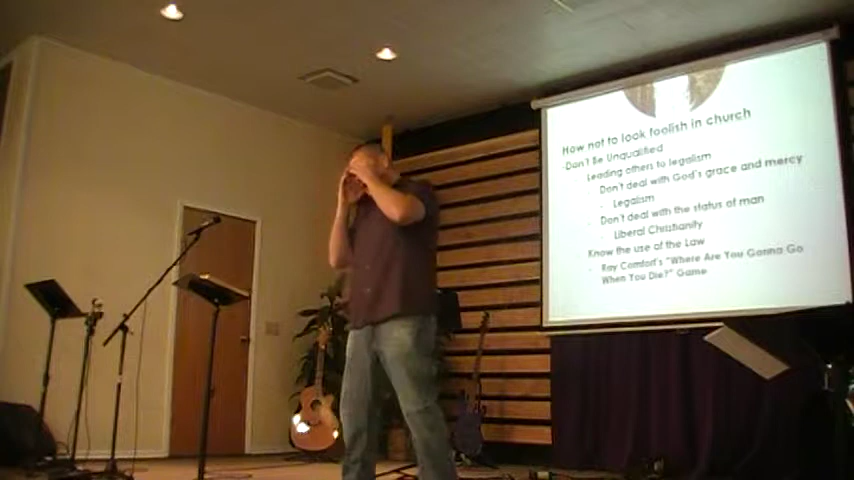 How not to look foolish in church
-Don't Be Unqualified
Leading others to legalism
- Don't deal with God's grace and mercy
- Legalism
- Don't deal with the status of man
- Liberal Christianity
Know the use of the Law
- Ray Comfort's "Where Are You Gonna Go
When You Die?" Game